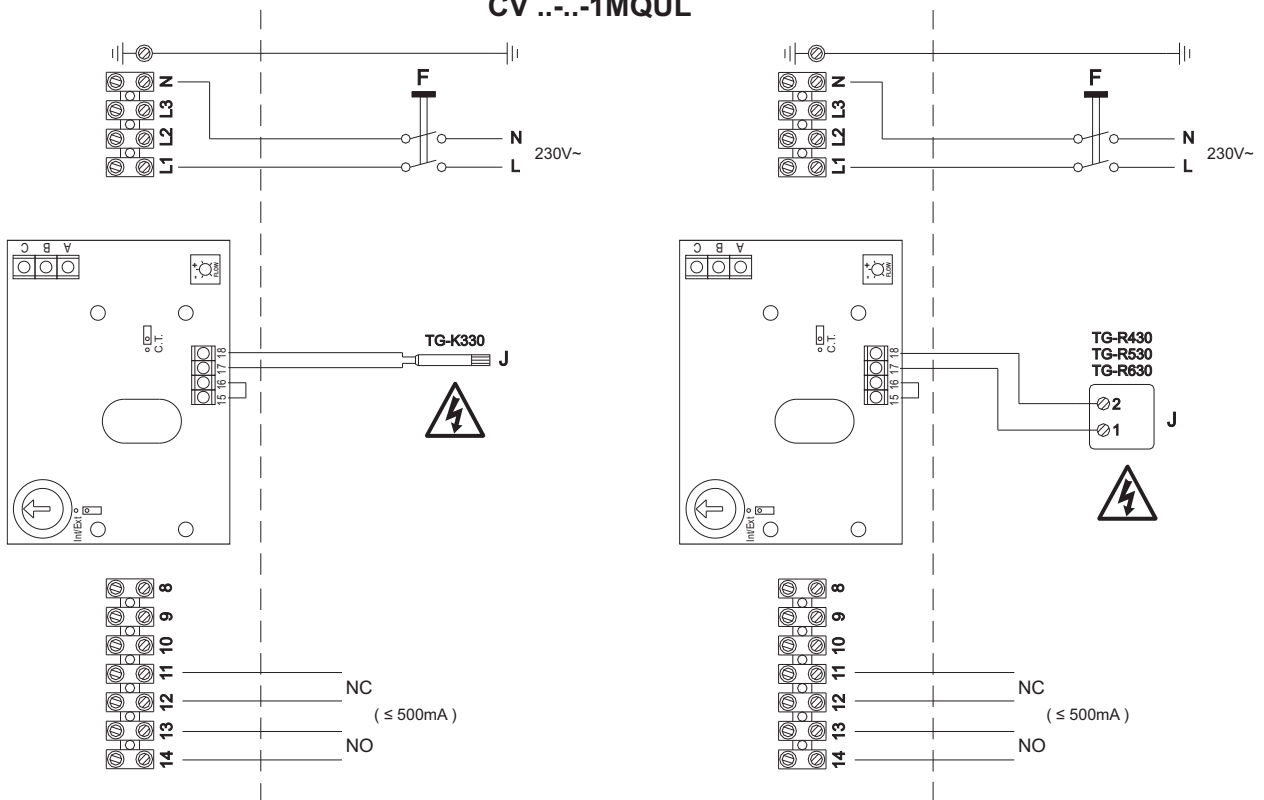 CV ..-..-1MQUL
F
N
L3
L2
L1
N
L
230V~
C B A
- +
FLOW
C.T.
18
17
16
15
TG-K330
J
Int/Ext
8
9
10
11
12
13
14
NC
( ≤ 500mA )
NO
F
N
L3
L2
L1
N
L
230V~
C B A
- +
FLOW
C.T.
18
17
16
15
TG-R430
TG-R530
TG-R630
2
1
J
Int/Ext
8
9
10
11
12
13
14
NC
( ≤ 500mA )
NO